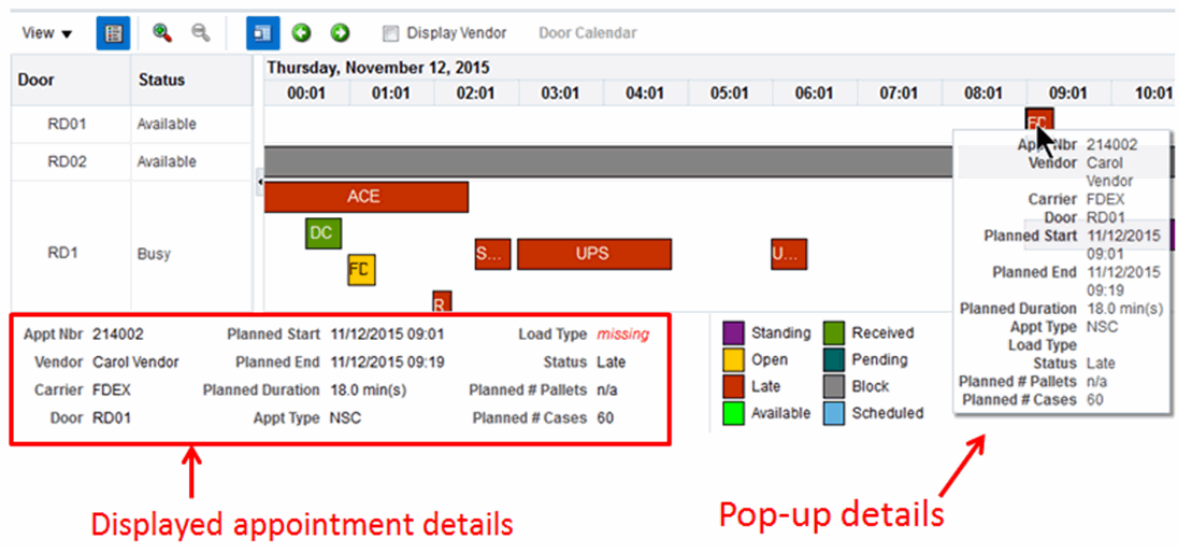 View Display Vendor Door Calendar
Door Status Thursday, November 12, 2015
00:01 01:01 02:01 03:01 04:01 05:01 06:01 07:01 08:01 09:01 10:01
RD01 Available FC
RD02 Available
ACE
DC
RD1 Busy S... UPS U...
FC
R
Appt Nbr 214002 Planned Start 11/12/2015 09:01 Load Type missing
Vendor Carol Vendor Planned End 11/12/2015 09:19 Status Late
Carrier FDEX Planned Duration 18.0 min(s) Planned # Pallets n/a
Door RD01 Appt Type NSC Planned # Cases 60
Standing Received
Open Pending
Late Block
Available Scheduled
Appt Nbr 214002
Vendor Carol
Vendor
Carrier FDEX
Door RD01
Planned Start 11/12/2015
09:01
Planned End 11/12/2015
09:19
Planned Duration 18.0 min(s)
Appt Type NSC
Load Type
Status Late
Planned # Pallets n/a
Planned # Cases 60
Displayed appointment details
Pop-up details